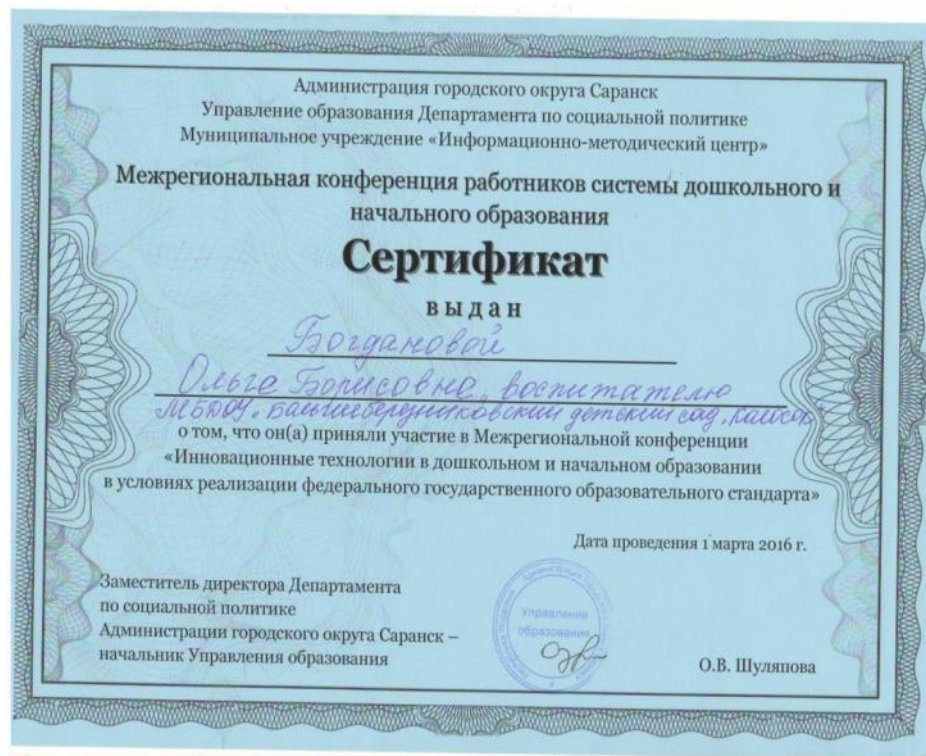 Администрация городского округа Саранск
Управление образования Департамента по социальной политике
Муниципальное учреждение «Информационно-методический центр»
Межрегиональная конференция работников системы дошкольного и
начального образования
Сертификат
выдан
Богдановой
Ольге Борисовне, воспитателю
МБДОУ „Большеберезниковский детский сад „Колосок"
о том, что он(а) приняли участие в Межрегиональной конференции
«Инновационные технологии в дошкольном и начальном образовании
в условиях реализации федерального государственного образовательного стандарта»
Дата проведения 1 марта 2016 г.
Заместитель директора Департамента
по социальной политике
Администрации городского округа Саранск –
начальник Управления образования
Управление
образования
О.В. Шуляпова